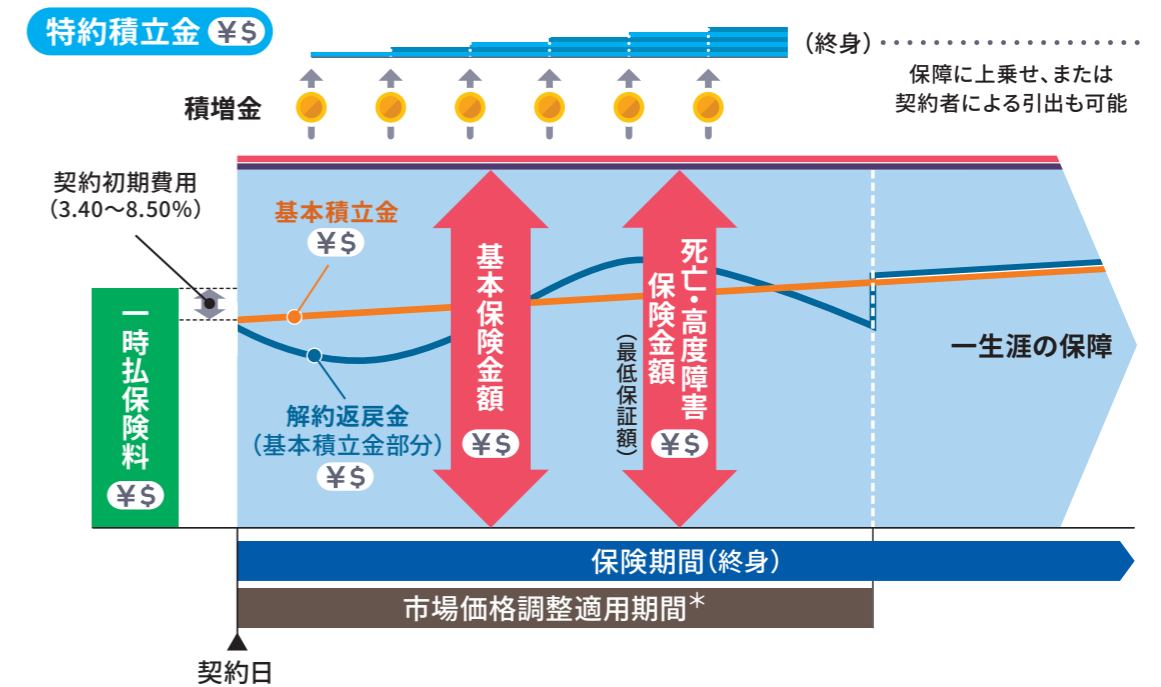 特約積立金 ¥$
（終身）
保障に上乗せ、または
契約者による引出も可能
積増金
契約初期費用
（3.40〜8.50%）
基本積立金
¥$
一時払保険料
¥$
解約返戻金
（基本積立金部分）
¥$
基本保険金額
¥$
死亡・高度障害
保険金額
（最低保証額）
¥$
一生涯の保障
保険期間（終身）
市場価格調整適用期間＊
契約日